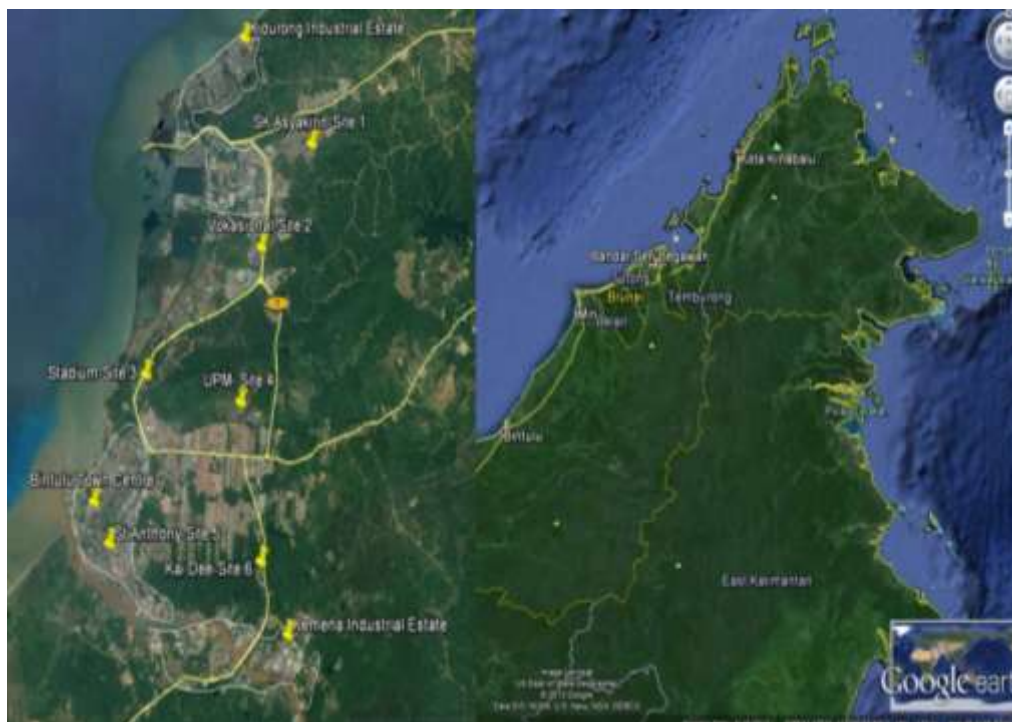 Kidurong Industrial Estate
SK Asyakirin-Site 1
Vokasional-Site 2
Stadium-Site 3
UPM- Site 4
Bintulu Town Centre
St Anthony-Site 5
Kai Dee-Site 6
Kemena Industrial Estate
Kota Kinabalu
Bandar Seri Begawan
Brunei
Temburong
Miri
Bintulu
East Kalimantan
Google earth